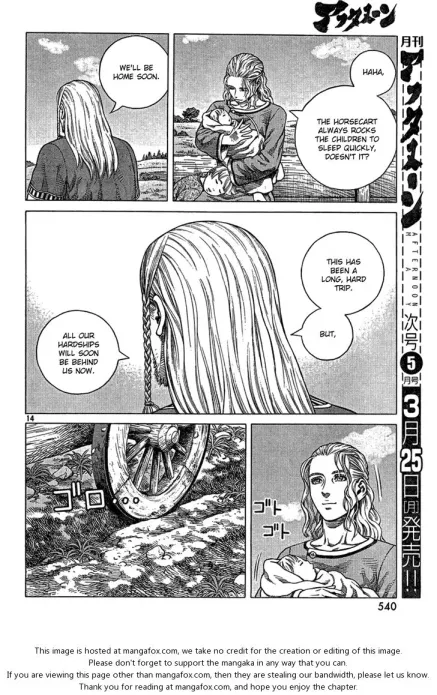 アフタヌーン
HAHA,
THE HORSECART
ALWAYS ROCKS
THE CHILDREN TO
SLEEP QUICKLY,
DOESN'T IT?
WE'LL BE
HOME SOON.
THIS HAS
BEEN A
LONG, HARD
TRIP.
BUT,
ALL OUR
HARDSHIPS
WILL SOON
BE BEHIND
US NOW.
14
ゴト
ゴト
ゴロ
540
月刊
アフタヌーン
AFTERNOON
次号5月号
3月25日(月)発売!!
This image is hosted at mangafox.com, we take no credit for the creation or editing of this image.
Please don't forget to support the mangaka in any way that you can.
If you are viewing this page other than mangafox.com, then they are stealing our bandwidth, please let us know.
Thank you for reading at mangafox.com, and hope you enjoy the chapter.